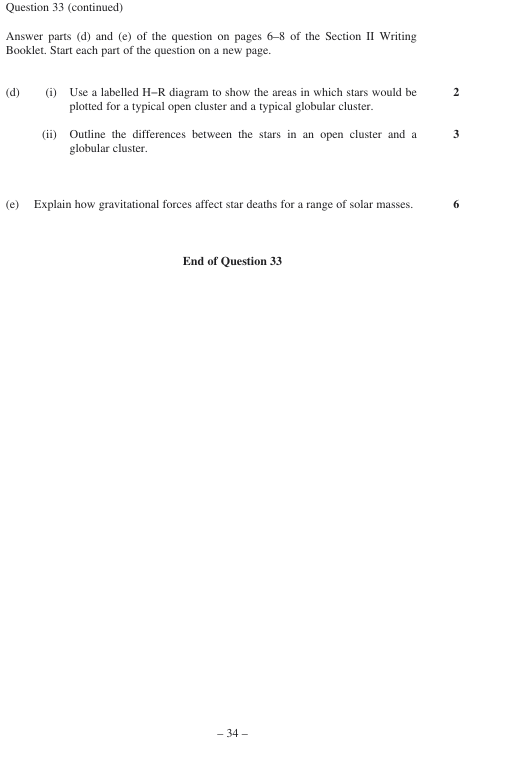 Question 33 (continued)
Answer parts (d) and (e) of the question on pages 6–8 of the Section II Writing
Booklet. Start each part of the question on a new page.
(d) (i) Use a labelled H–R diagram to show the areas in which stars would be 2
plotted for a typical open cluster and a typical globular cluster.
(ii) Outline the differences between the stars in an open cluster and a 3
globular cluster.
(e) Explain how gravitational forces affect star deaths for a range of solar masses. 6
End of Question 33
– 34 –